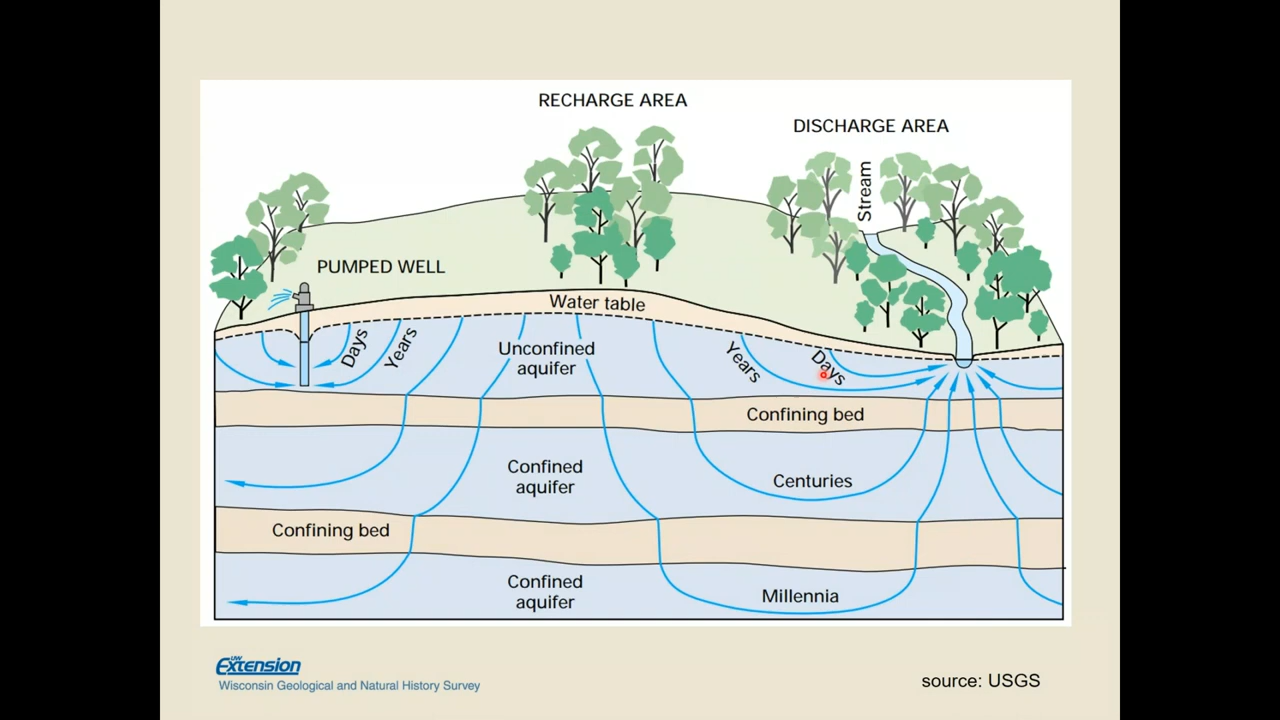 RECHARGE AREA
DISCHARGE AREA
Stream
PUMPED WELL
Water table
Days
Years
Unconfined
aquifer
Years
Days
Confining bed
Confined
aquifer
Centuries
Confining bed
Confined
aquifer
Millennia
UW
Extension
Wisconsin Geological and Natural History Survey
source: USGS